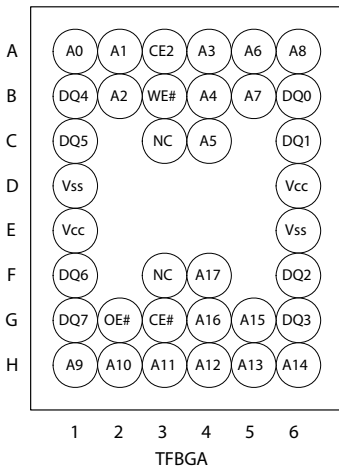 A A0 A1 CE2 A3 A6 A8
B DQ4 A2 WE# A4 A7 DQ0
C DQ5 NC A5 DQ1
D Vss Vcc
E Vcc Vss
F DQ6 NC A17 DQ2
G DQ7 OE# CE# A16 A15 DQ3
H A9 A10 A11 A12 A13 A14
1 2 3 4 5 6
TFBGA